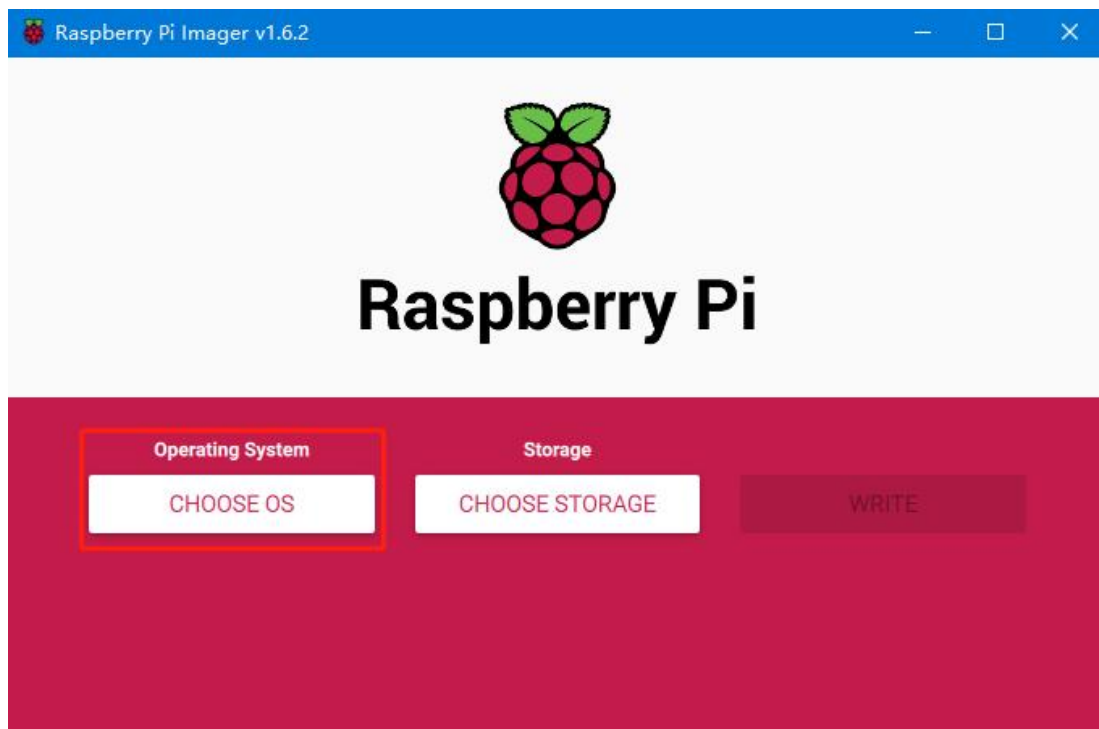 Raspberry Pi Imager v1.6.2
Raspberry Pi
Operating System
Storage
CHOOSE OS
CHOOSE STORAGE
WRITE